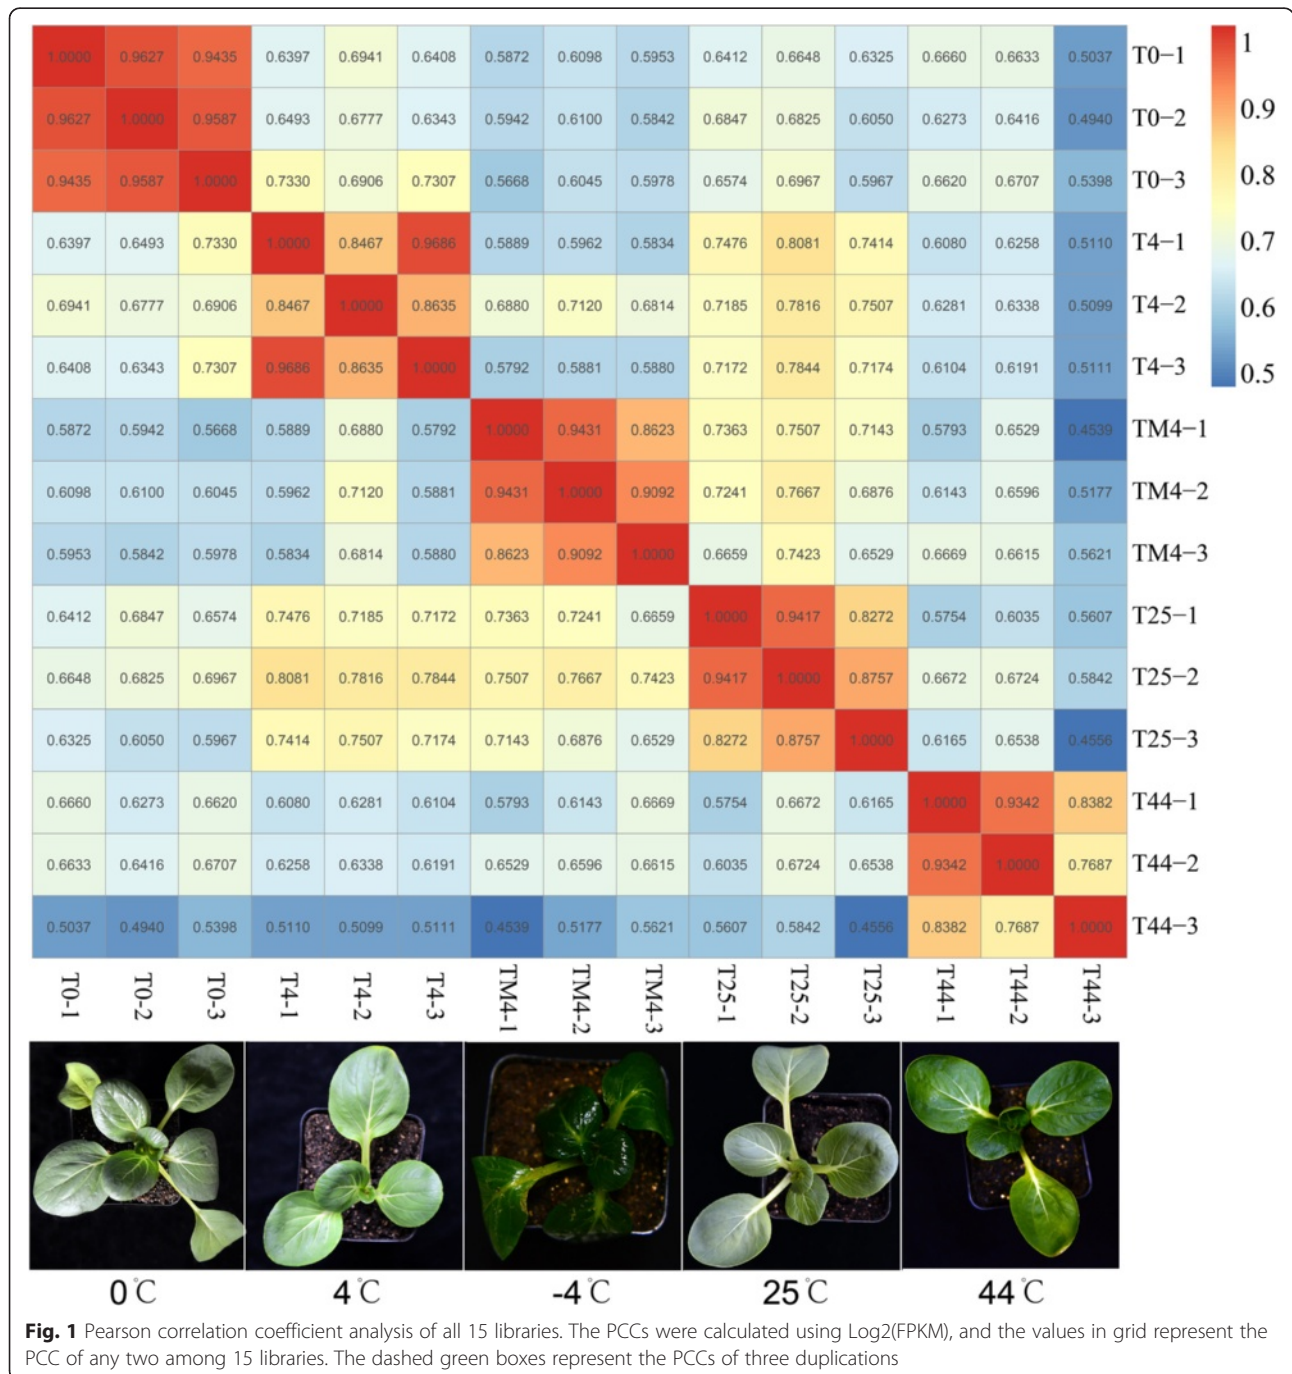 1.0000 0.9627 0.9435 0.6397 0.6941 0.6408 0.5872 0.6098 0.5953 0.6412 0.6648 0.6325 0.6660 0.6633 0.5037 T0-1
0.9627 1.0000 0.9587 0.6493 0.6777 0.6343 0.5942 0.6100 0.5842 0.6847 0.6825 0.6050 0.6273 0.6416 0.4940 T0-2
0.9435 0.9587 1.0000 0.7330 0.6906 0.7307 0.5668 0.6045 0.5978 0.6574 0.6967 0.5967 0.6620 0.6707 0.5398 T0-3
0.6397 0.6493 0.7330 1.0000 0.8467 0.9686 0.5889 0.5962 0.5834 0.7476 0.8081 0.7414 0.6080 0.6258 0.5110 T4-1
0.6941 0.6777 0.6906 0.8467 1.0000 0.8635 0.6880 0.7120 0.6814 0.7185 0.7816 0.7507 0.6281 0.6338 0.5099 T4-2
0.6408 0.6343 0.7307 0.9686 0.8635 1.0000 0.5792 0.5881 0.5880 0.7172 0.7844 0.7174 0.6104 0.6191 0.5111 T4-3
0.5872 0.5942 0.5668 0.5889 0.6880 0.5792 1.0000 0.9431 0.8623 0.7363 0.7507 0.7143 0.5793 0.6529 0.4539 TM4-1
0.6098 0.6100 0.6045 0.5962 0.7120 0.5881 0.9431 1.0000 0.9092 0.7241 0.7667 0.6876 0.6143 0.6596 0.5177 TM4-2
0.5953 0.5842 0.5978 0.5834 0.6814 0.5880 0.8623 0.9092 1.0000 0.6659 0.7423 0.6529 0.6669 0.6615 0.5621 TM4-3
0.6412 0.6847 0.6574 0.7476 0.7185 0.7172 0.7363 0.7241 0.6659 1.0000 0.9417 0.8272 0.5754 0.6035 0.5607 T25-1
0.6648 0.6825 0.6967 0.8081 0.7816 0.7844 0.7507 0.7667 0.7423 0.9417 1.0000 0.8757 0.6672 0.6724 0.5842 T25-2
0.6325 0.6050 0.5967 0.7414 0.7507 0.7174 0.7143 0.6876 0.6529 0.8272 0.8757 1.0000 0.6165 0.6538 0.4556 T25-3
0.6660 0.6273 0.6620 0.6080 0.6281 0.6104 0.5793 0.6143 0.6669 0.5754 0.6672 0.6165 1.0000 0.9342 0.8382 T44-1
0.6633 0.6416 0.6707 0.6258 0.6338 0.6191 0.6529 0.6596 0.6615 0.6035 0.6724 0.6538 0.9342 1.0000 0.7687 T44-2
0.5037 0.4940 0.5398 0.5110 0.5099 0.5111 0.4539 0.5177 0.5621 0.5607 0.5842 0.4556 0.8382 0.7687 1.0000 T44-3
T0-1 T0-2 T0-3 T4-1 T4-2 T4-3 TM4-1 TM4-2 TM4-3 T25-1 T25-2 T25-3 T44-1 T44-2 T44-3
1
0.9
0.8
0.7
0.6
0.5
0°C 4°C -4°C 25°C 44°C
Fig. 1 Pearson correlation coefficient analysis of all 15 libraries. The PCCs were calculated using Log2(FPKM), and the values in grid represent the
PCC of any two among 15 libraries. The dashed green boxes represent the PCCs of three duplications